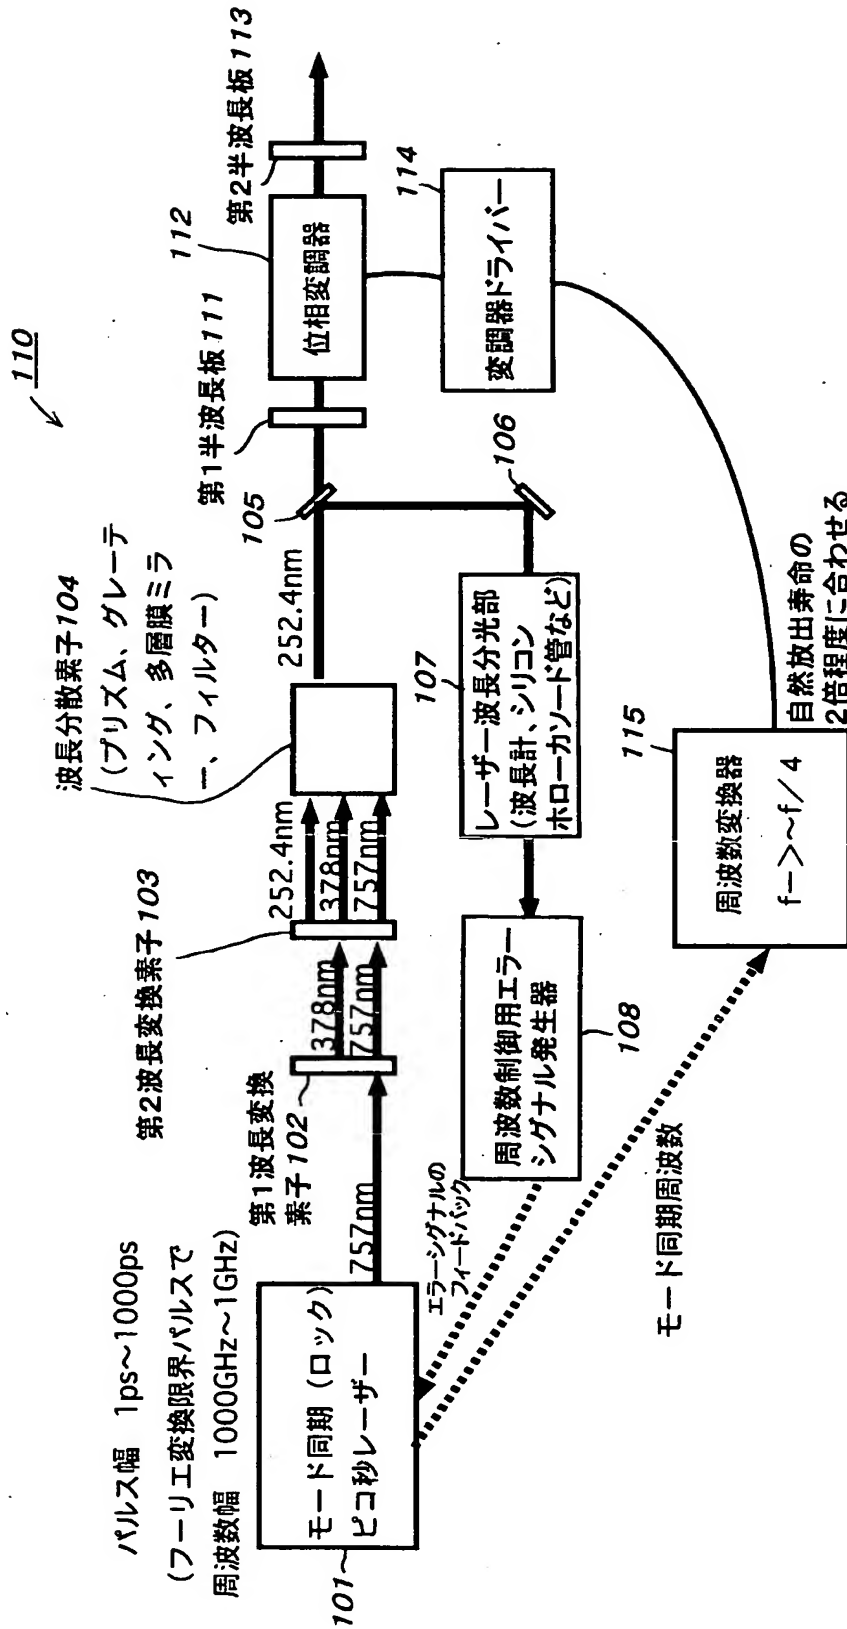 110
パルス幅 1ps~1000ps
(フーリエ変換限界パルスで
周波数幅 1000GHz~1GHz)
モード同期(ロック)
ピコ秒レーザー
101
757nm
第1波長変換
素子102
378nm
757nm
第2波長変換素子103
252.4nm
378nm
757nm
波長分散素子104
(プリズム、グレーテ
ィング、多層膜ミラ
ー、フィルター)
252.4nm
105
第1半波長板111
位相変調器
112
第2半波長板113
106
レーザー波長分光部
(波長計、シリコン
ホローカソード管など)
107
周波数制御用エラー
シグナル発生器
108
エラーシグナルの
フィードバック
変調器ドライバー
114
モード同期周波数
周波数変換器
f->~f/4
115
自然放出寿命の
2倍程度に合わせる